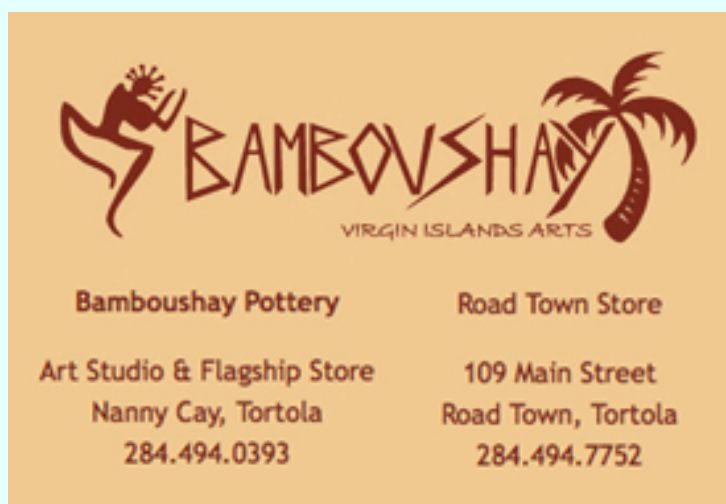 BAMBOUSHAY
VIRGIN ISLANDS ARTS
Bamboushay Pottery
Art Studio & Flagship Store
Nanny Cay, Tortola
284.494.0393
Road Town Store
109 Main Street
Road Town, Tortola
284.494.7752